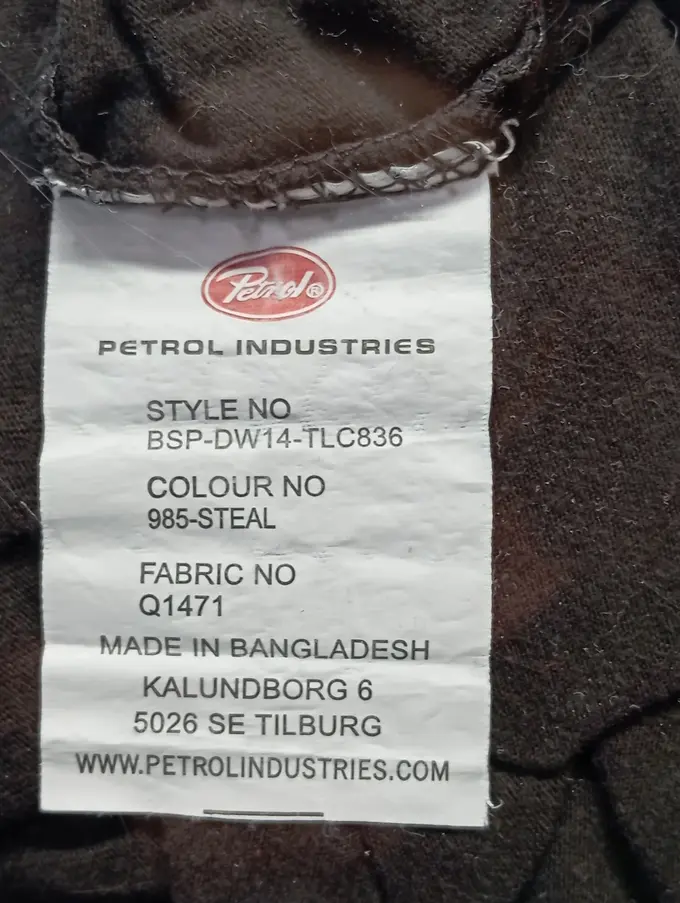 Petrol®
PETROL INDUSTRIES
STYLE NO
BSP-DW14-TLC836
COLOUR NO
985-STEAL
FABRIC NO
Q1471
MADE IN BANGLADESH
KALUNDBORG 6
5026 SE TILBURG
WWW.PETROLINDUSTRIES.COM